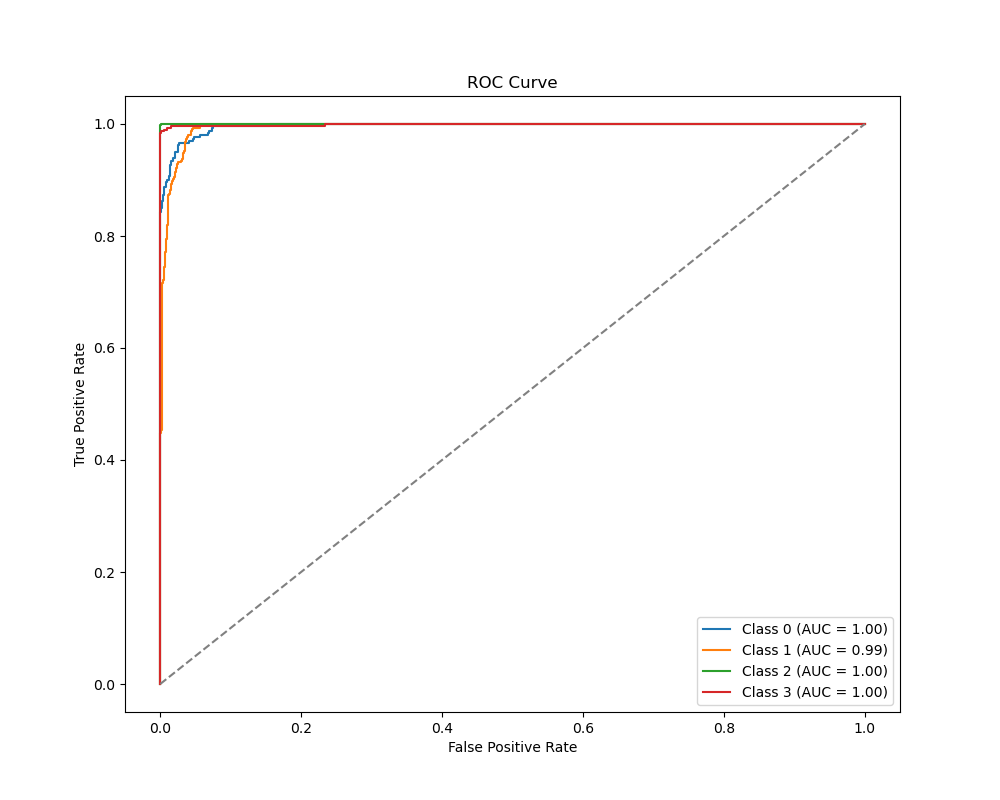 ROC Curve
1.0
0.8
0.6
0.4
0.2
0.0
True Positive Rate
0.0 0.2 0.4 0.6 0.8 1.0
False Positive Rate
Class 0 (AUC = 1.00)
Class 1 (AUC = 0.99)
Class 2 (AUC = 1.00)
Class 3 (AUC = 1.00)